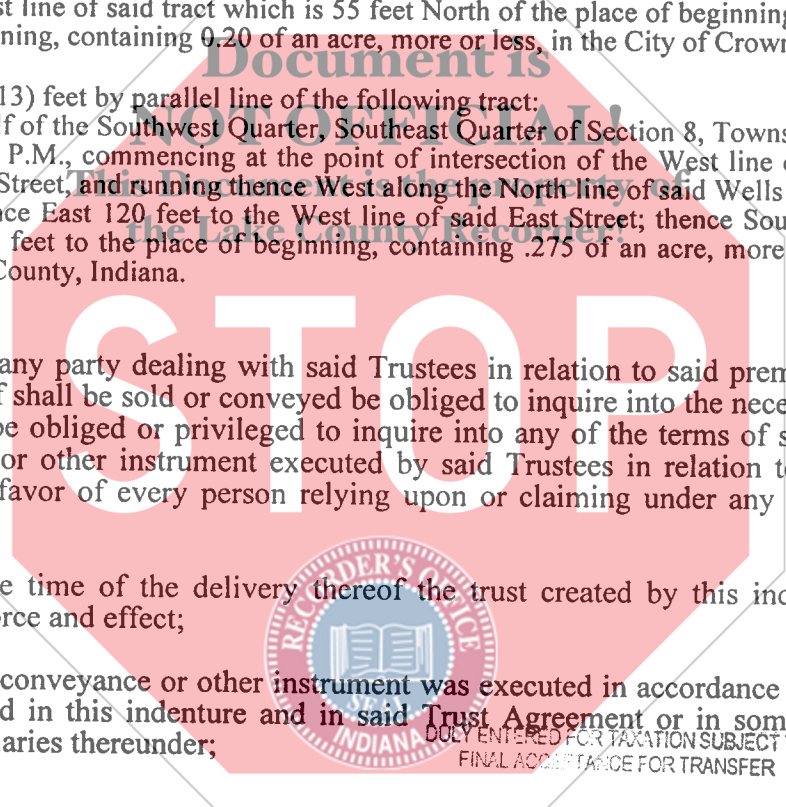 st line of said tract which is 55 feet North of the place of beginning
ning, containing 0.20 of an acre, more or less, in the City of Crown
Document is
13) feet by parallel line of the following tract:
NOT OFFICIAL!
lf of the Southwest Quarter, Southeast Quarter of Section 8, Towns
P.M., commencing at the point of intersection of the West line
Street, and running thence West along the North line of said Wells
This Document is the property of
nce East 120 feet to the West line of said East Street; thence Sou
the Lake County Recorder!
feet to the place of beginning, containing .275 of an acre, more
County, Indiana.
STOP
any party dealing with said Trustees in relation to said prem
f shall be sold or conveyed be obliged to inquire into the nece
be obliged or privileged to inquire into any of the terms of s
or other instrument executed by said Trustees in relation to
favor of every person relying upon or claiming under any
e time of the delivery thereof the trust created by this ind
rce and effect;
RECORDER'S OFFICE
SEAL
INDIANA
conveyance or other instrument was executed in accordance
d in this indenture and in said Trust Agreement or in som
aries thereunder;
DULY ENTERED FOR TAXATION SUBJECT
FINAL ACCEPTANCE FOR TRANSFER